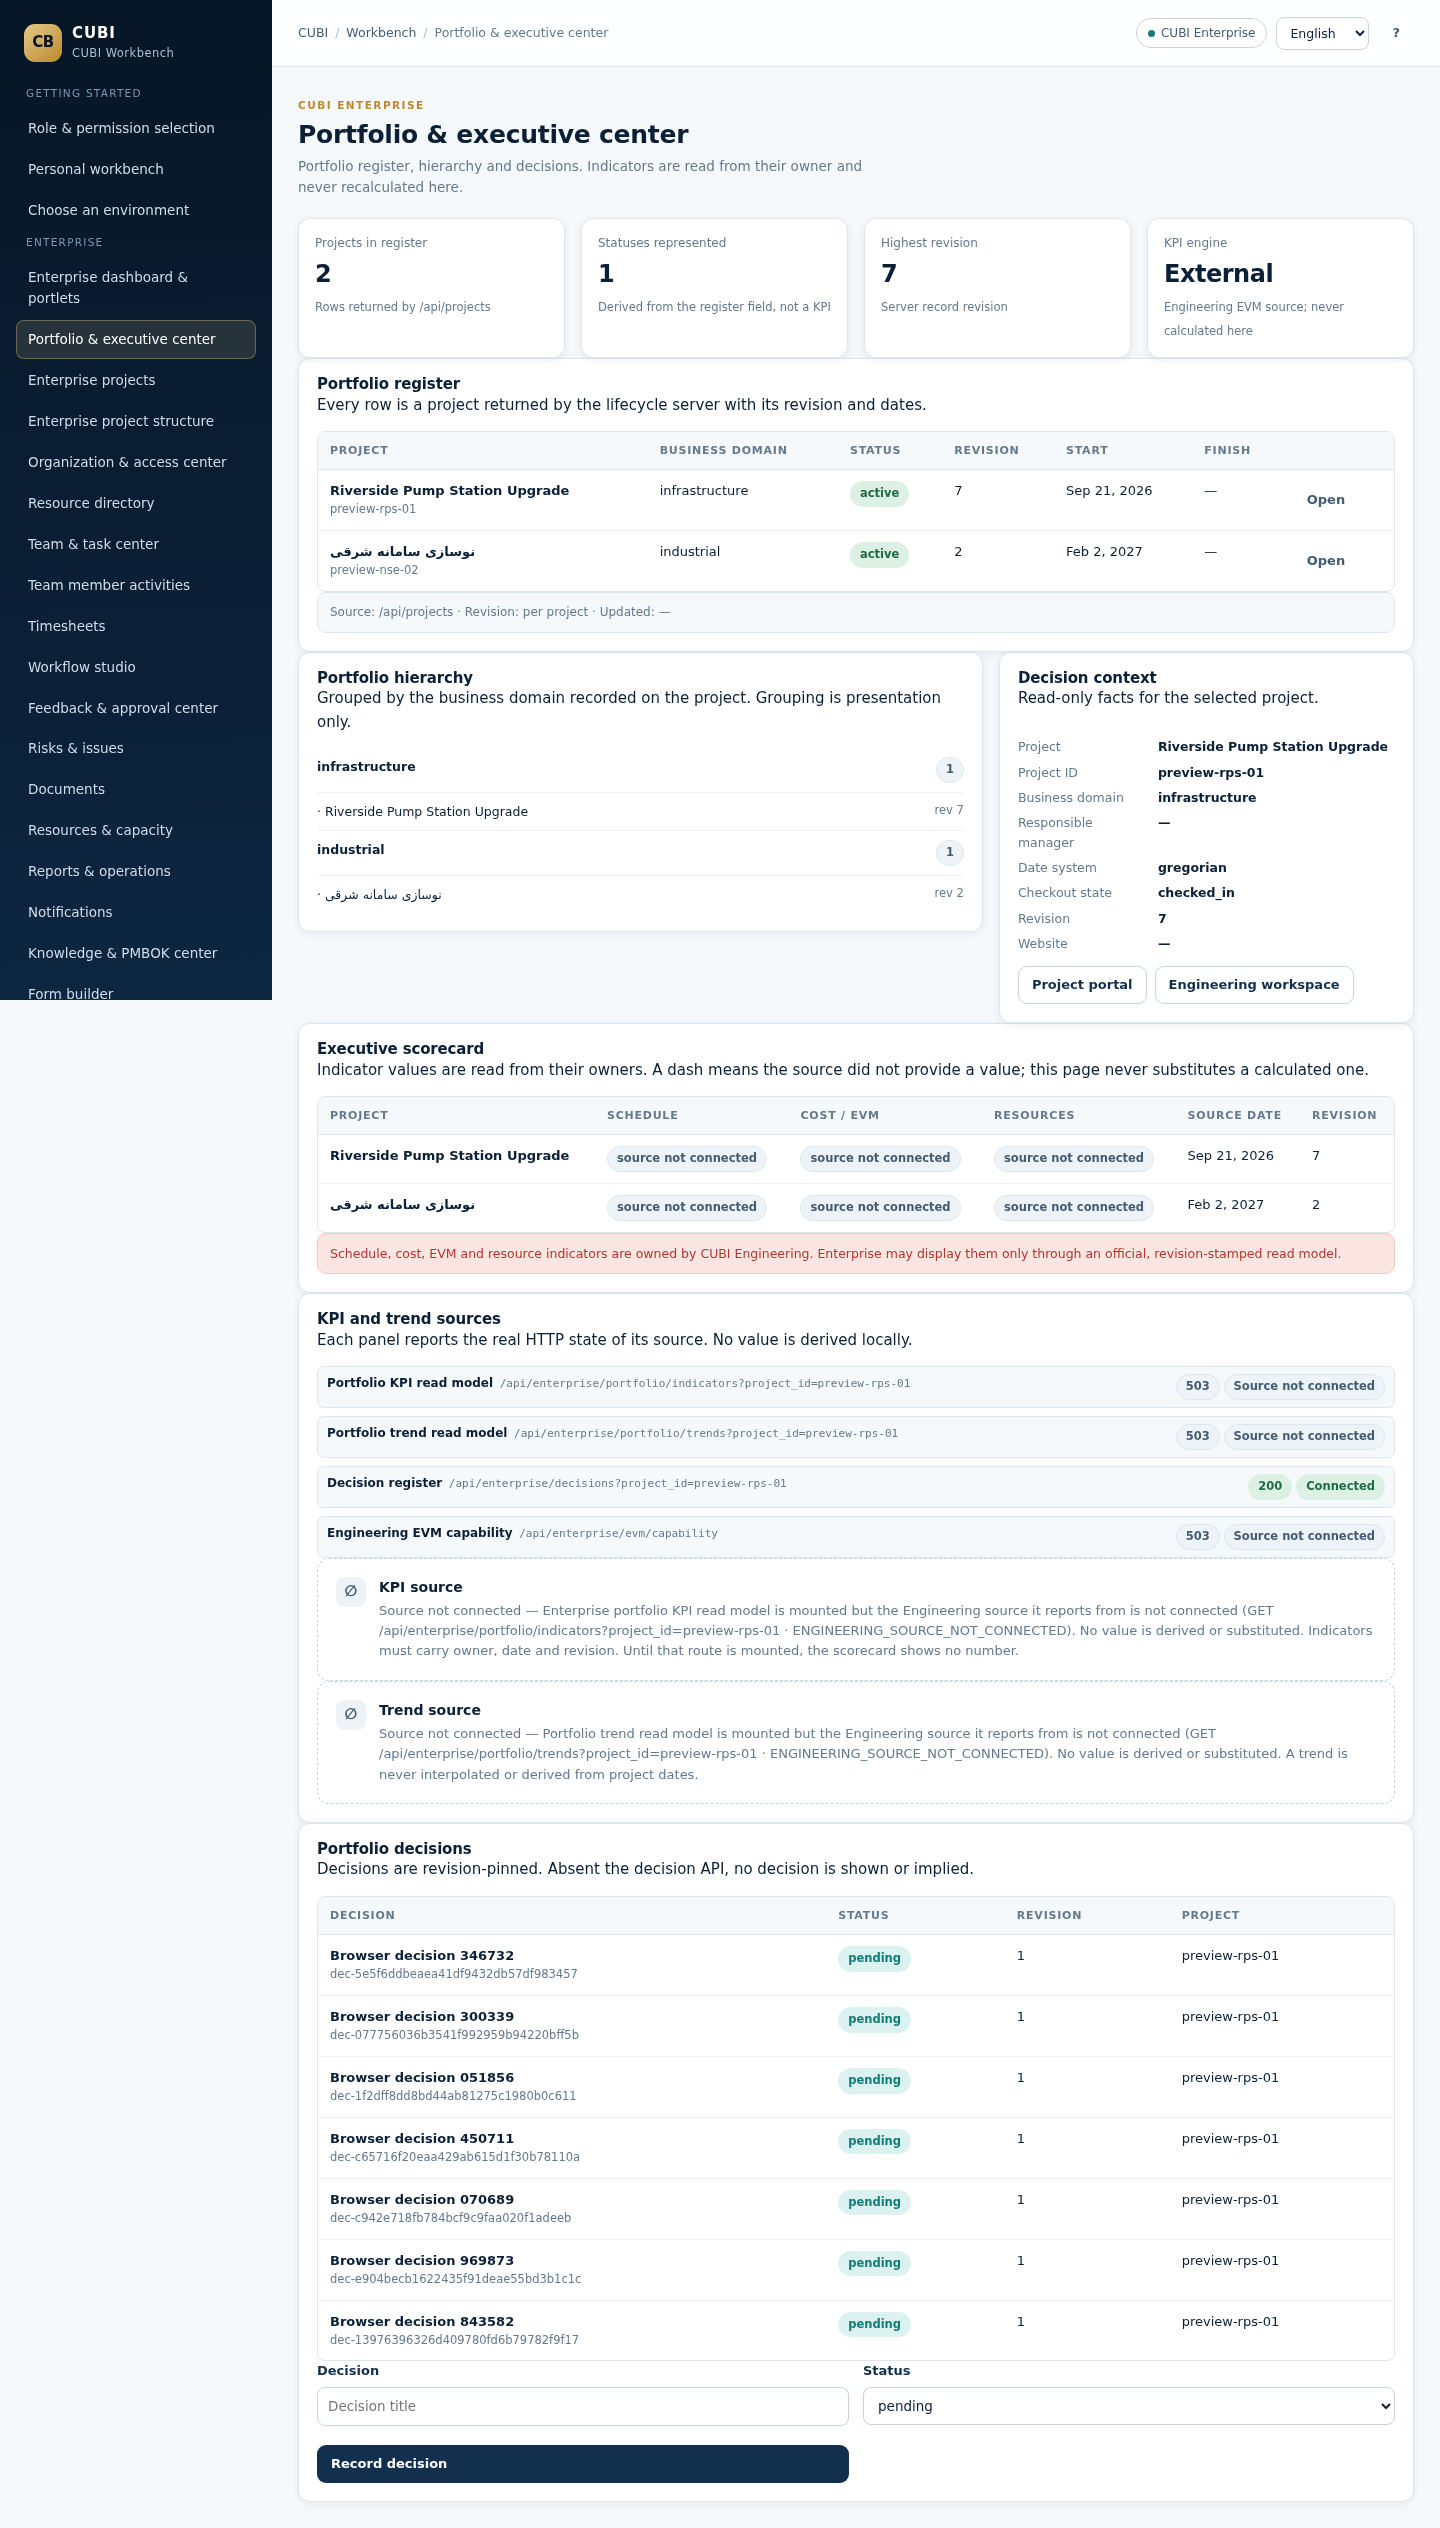 CB
CUBI
CUBI Workbench
GETTING STARTED
Role & permission selection
Personal workbench
Choose an environment
ENTERPRISE
Enterprise dashboard &
portlets
Portfolio & executive center
Enterprise projects
Enterprise project structure
Organization & access center
Resource directory
Team & task center
Team member activities
Timesheets
Workflow studio
Feedback & approval center
Risks & issues
Documents
Resources & capacity
Reports & operations
Notifications
Knowledge & PMBOK center
Form builder
CUBI / Workbench / Portfolio & executive center
CUBI Enterprise
English
?
CUBI ENTERPRISE
Portfolio & executive center
Portfolio register, hierarchy and decisions. Indicators are read from their owner and
never recalculated here.
Projects in register
2
Rows returned by /api/projects
Statuses represented
1
Derived from the register field, not a KPI
Highest revision
7
Server record revision
KPI engine
External
Engineering EVM source; never
calculated here
Portfolio register
Every row is a project returned by the lifecycle server with its revision and dates.
PROJECT BUSINESS DOMAIN STATUS REVISION START FINISH
Riverside Pump Station Upgrade infrastructure active 7 Sep 21, 2026 — Open
preview-rps-01
نوسازی سامانه شرقی industrial active 2 Feb 2, 2027 — Open
preview-nse-02
Source: /api/projects · Revision: per project · Updated: —
Portfolio hierarchy
Grouped by the business domain recorded on the project. Grouping is presentation
only.
infrastructure 1
· Riverside Pump Station Upgrade rev 7
industrial 1
· نوسازی سامانه شرقی rev 2
Decision context
Read-only facts for the selected project.
Project Riverside Pump Station Upgrade
Project ID preview-rps-01
Business domain infrastructure
Responsible —
manager
Date system gregorian
Checkout state checked_in
Revision 7
Website —
Project portal Engineering workspace
Executive scorecard
Indicator values are read from their owners. A dash means the source did not provide a value; this page never substitutes a calculated one.
PROJECT SCHEDULE COST / EVM RESOURCES SOURCE DATE REVISION
Riverside Pump Station Upgrade source not connected source not connected source not connected Sep 21, 2026 7
نوسازی سامانه شرقی source not connected source not connected source not connected Feb 2, 2027 2
Schedule, cost, EVM and resource indicators are owned by CUBI Engineering. Enterprise may display them only through an official, revision-stamped read model.
KPI and trend sources
Each panel reports the real HTTP state of its source. No value is derived locally.
Portfolio KPI read model /api/enterprise/portfolio/indicators?project_id=preview-rps-01 503 Source not connected
Portfolio trend read model /api/enterprise/portfolio/trends?project_id=preview-rps-01 503 Source not connected
Decision register /api/enterprise/decisions?project_id=preview-rps-01 200 Connected
Engineering EVM capability /api/enterprise/evm/capability 503 Source not connected
∅ KPI source
Source not connected — Enterprise portfolio KPI read model is mounted but the Engineering source it reports from is not connected (GET
/api/enterprise/portfolio/indicators?project_id=preview-rps-01 · ENGINEERING_SOURCE_NOT_CONNECTED). No value is derived or substituted. Indicators
must carry owner, date and revision. Until that route is mounted, the scorecard shows no number.
∅ Trend source
Source not connected — Portfolio trend read model is mounted but the Engineering source it reports from is not connected (GET
/api/enterprise/portfolio/trends?project_id=preview-rps-01 · ENGINEERING_SOURCE_NOT_CONNECTED). No value is derived or substituted. A trend is
never interpolated or derived from project dates.
Portfolio decisions
Decisions are revision-pinned. Absent the decision API, no decision is shown or implied.
DECISION STATUS REVISION PROJECT
Browser decision 346732 pending 1 preview-rps-01
dec-5e5f6ddbeaea41df9432db57df983457
Browser decision 300339 pending 1 preview-rps-01
dec-077756036b3541f992959b94220bff5b
Browser decision 051856 pending 1 preview-rps-01
dec-1f2dff8dd8bd44ab81275c1980b0c611
Browser decision 450711 pending 1 preview-rps-01
dec-c65716f20eaa429ab615d1f30b78110a
Browser decision 070689 pending 1 preview-rps-01
dec-c942e718fb784bcf9c9faa020f1adeeb
Browser decision 969873 pending 1 preview-rps-01
dec-e904becb1622435f91deae55bd3b1c1c
Browser decision 843582 pending 1 preview-rps-01
dec-13976396326d409780fd6b79782f9f17
Decision Status
Decision title pending
Record decision